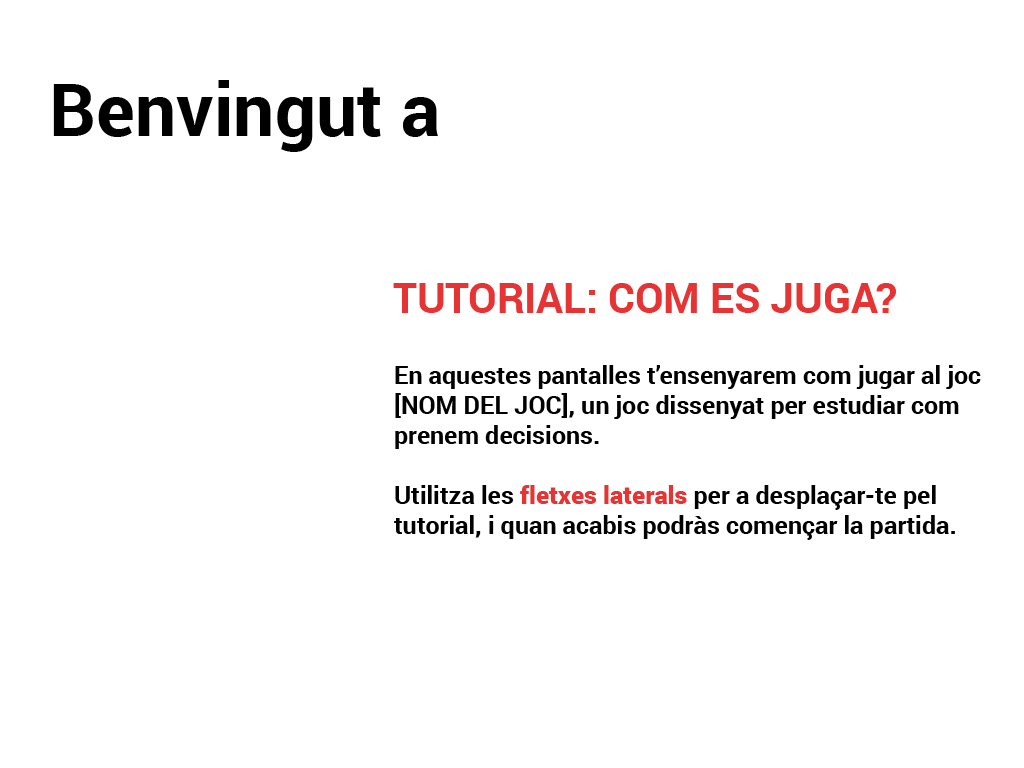 Benvingut a
TUTORIAL: COM ES JUGA?
En aquestes pantalles t’ensenyarem com jugar al joc
[NOM DEL JOC], un joc dissenyat per estudiar com
prenem decisions.
Utilitza les fletxes laterals per a desplaçar-te pel
tutorial, i quan acabis podràs començar la partida.